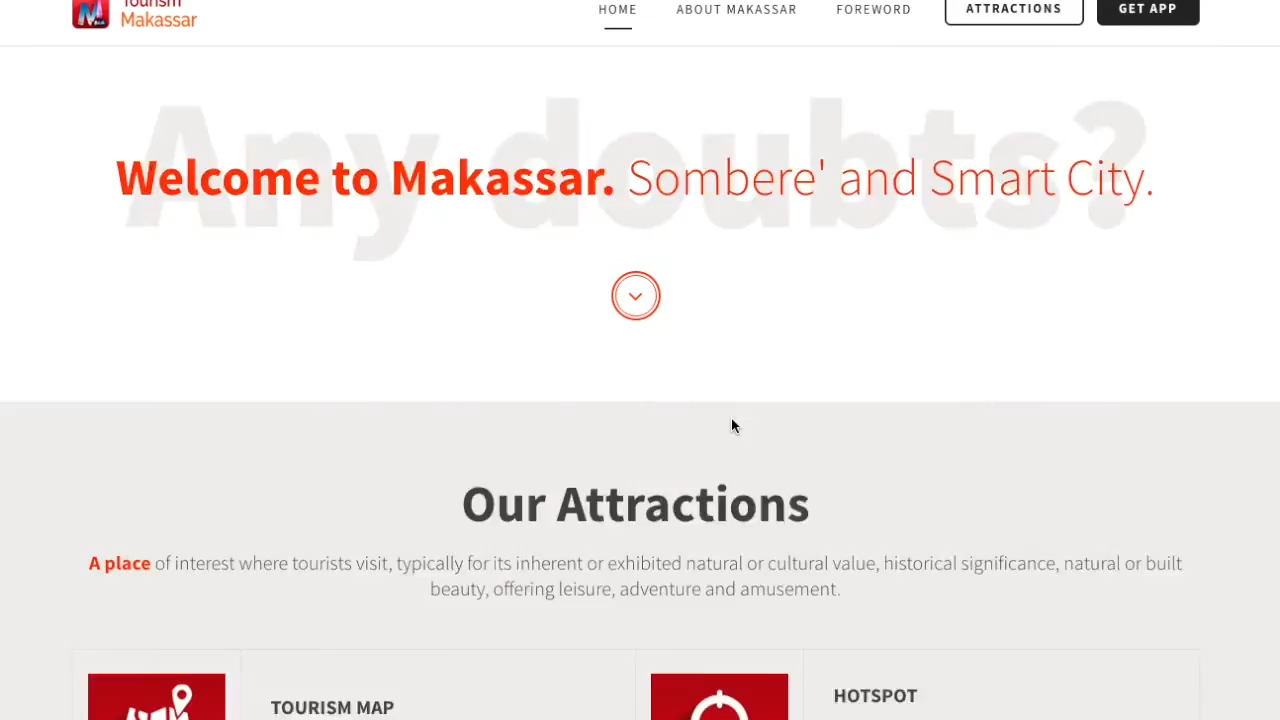 Tourism
Makassar
HOME
ABOUT MAKASSAR
FOREWORD
ATTRACTIONS
GET APP
Any doubts?
Welcome to Makassar. Sombere' and Smart City.
Our Attractions
A place of interest where tourists visit, typically for its inherent or exhibited natural or cultural value, historical significance, natural or built
beauty, offering leisure, adventure and amusement.
TOURISM MAP
HOTSPOT